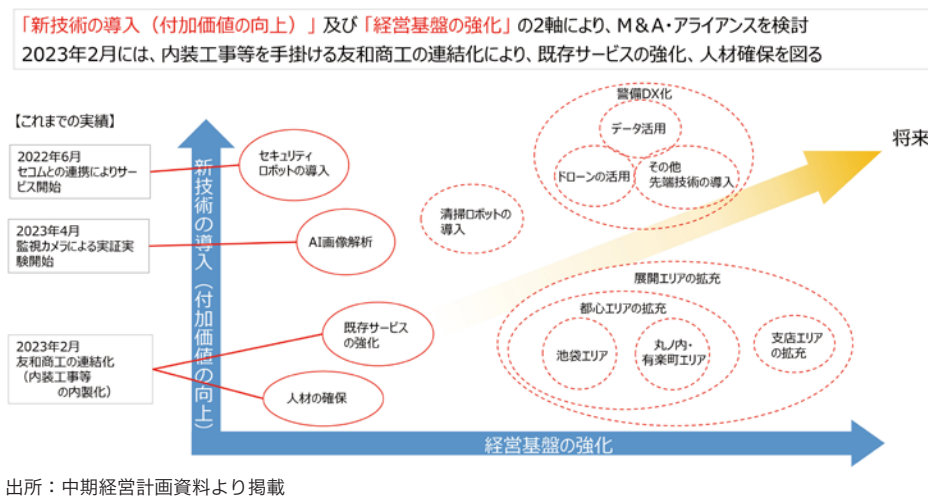 「新技術の導入（付加価値の向上）」及び「経営基盤の強化」の2軸により、M＆A・アライアンスを検討
2023年2月には、内装工事等を手掛ける友和商工の連結化により、既存サービスの強化、人材確保を図る
【これまでの実績】
2022年6月
セコムとの連携によりサー
ビス開始
2023年4月
監視カメラによる実証実
験開始
2023年2月
友和商工の連結化
（内装工事等
の内製化）
新技術の導入（付加価値の向上）
セキュリティ
ロボットの導入
AI画像解析
既存サービス
の強化
人材の確保
清掃ロボットの
導入
警備DX化
データ活用
ドローンの活用
その他
先端技術の導入
将来
展開エリアの拡充
都心エリアの拡充
池袋エリア
丸ノ内・
有楽町エリア
支店エリア
の拡充
経営基盤の強化
出所：中期経営計画資料より掲載